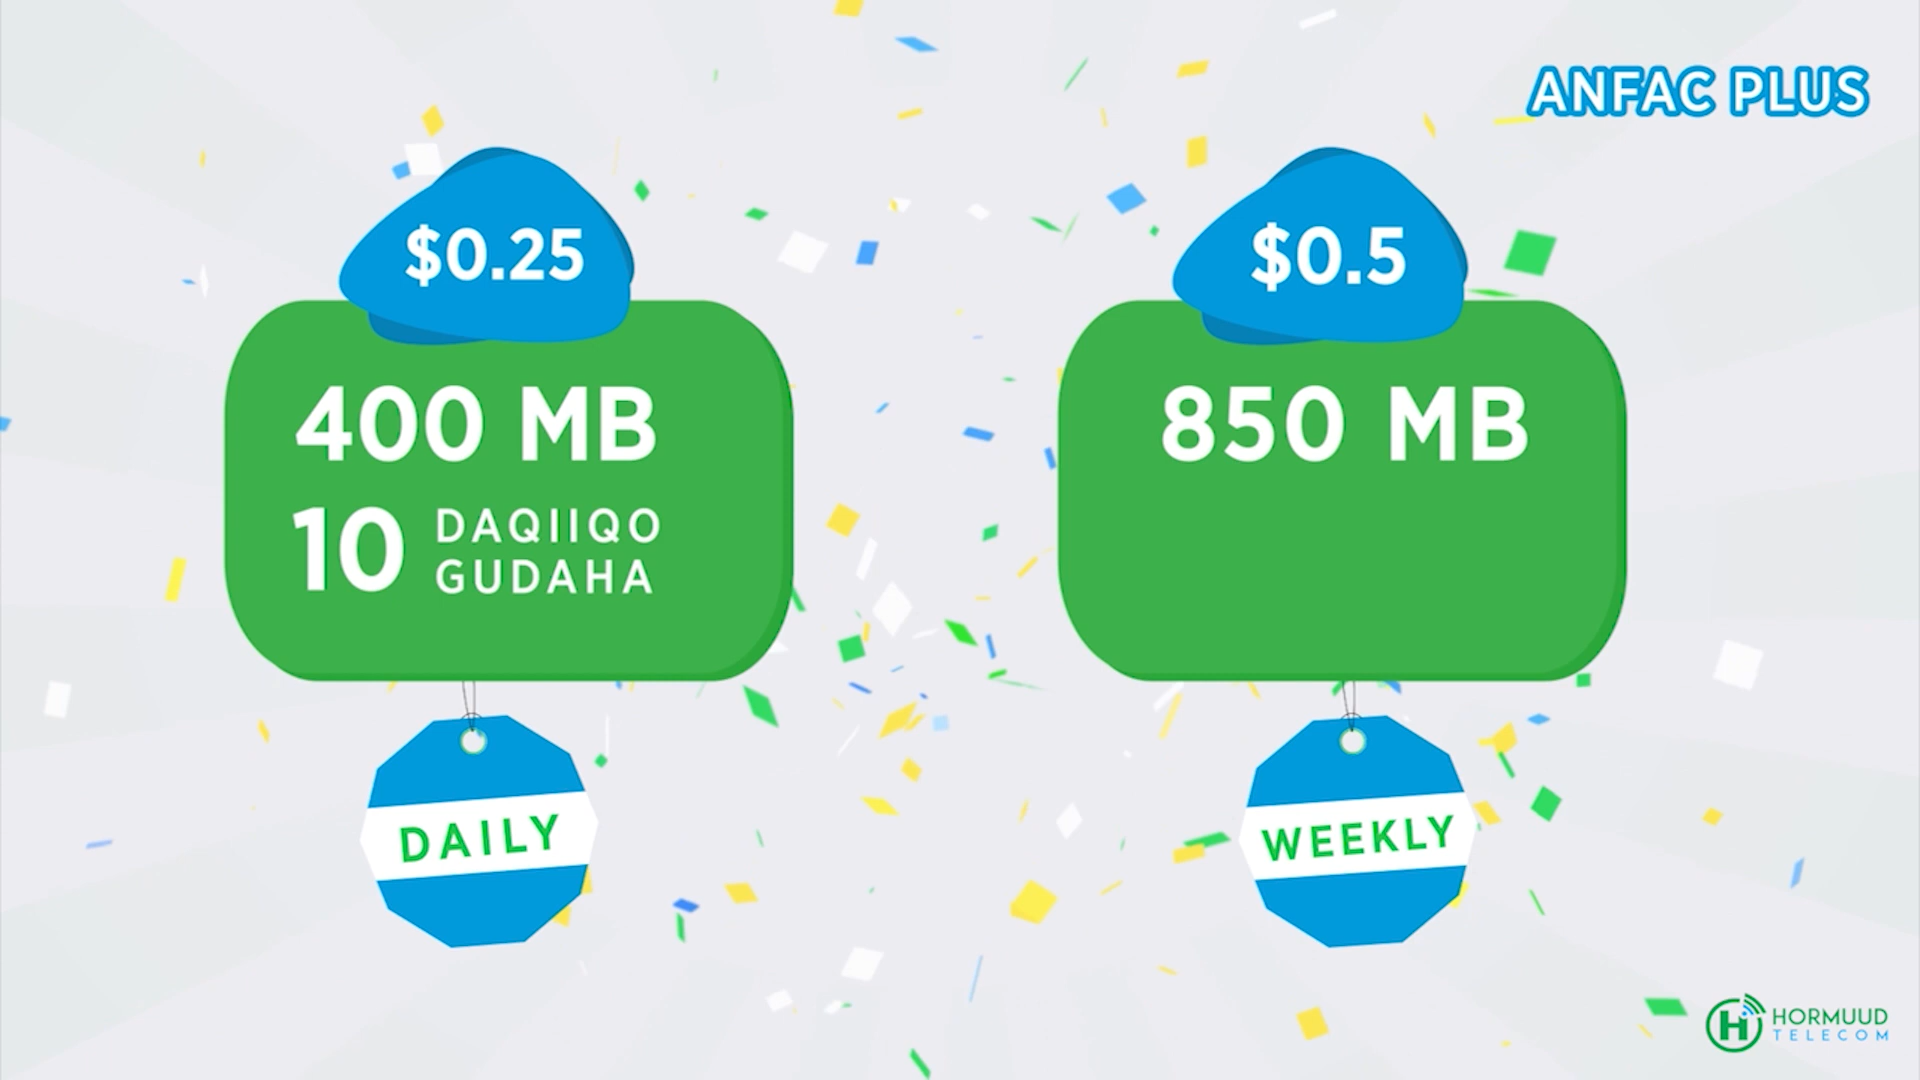 ANFAC PLUS
$0.25
400 MB
10 DAQIIQO
GUDAHA
DAILY
$0.5
850 MB
WEEKLY
HORMUUD
TELECOM